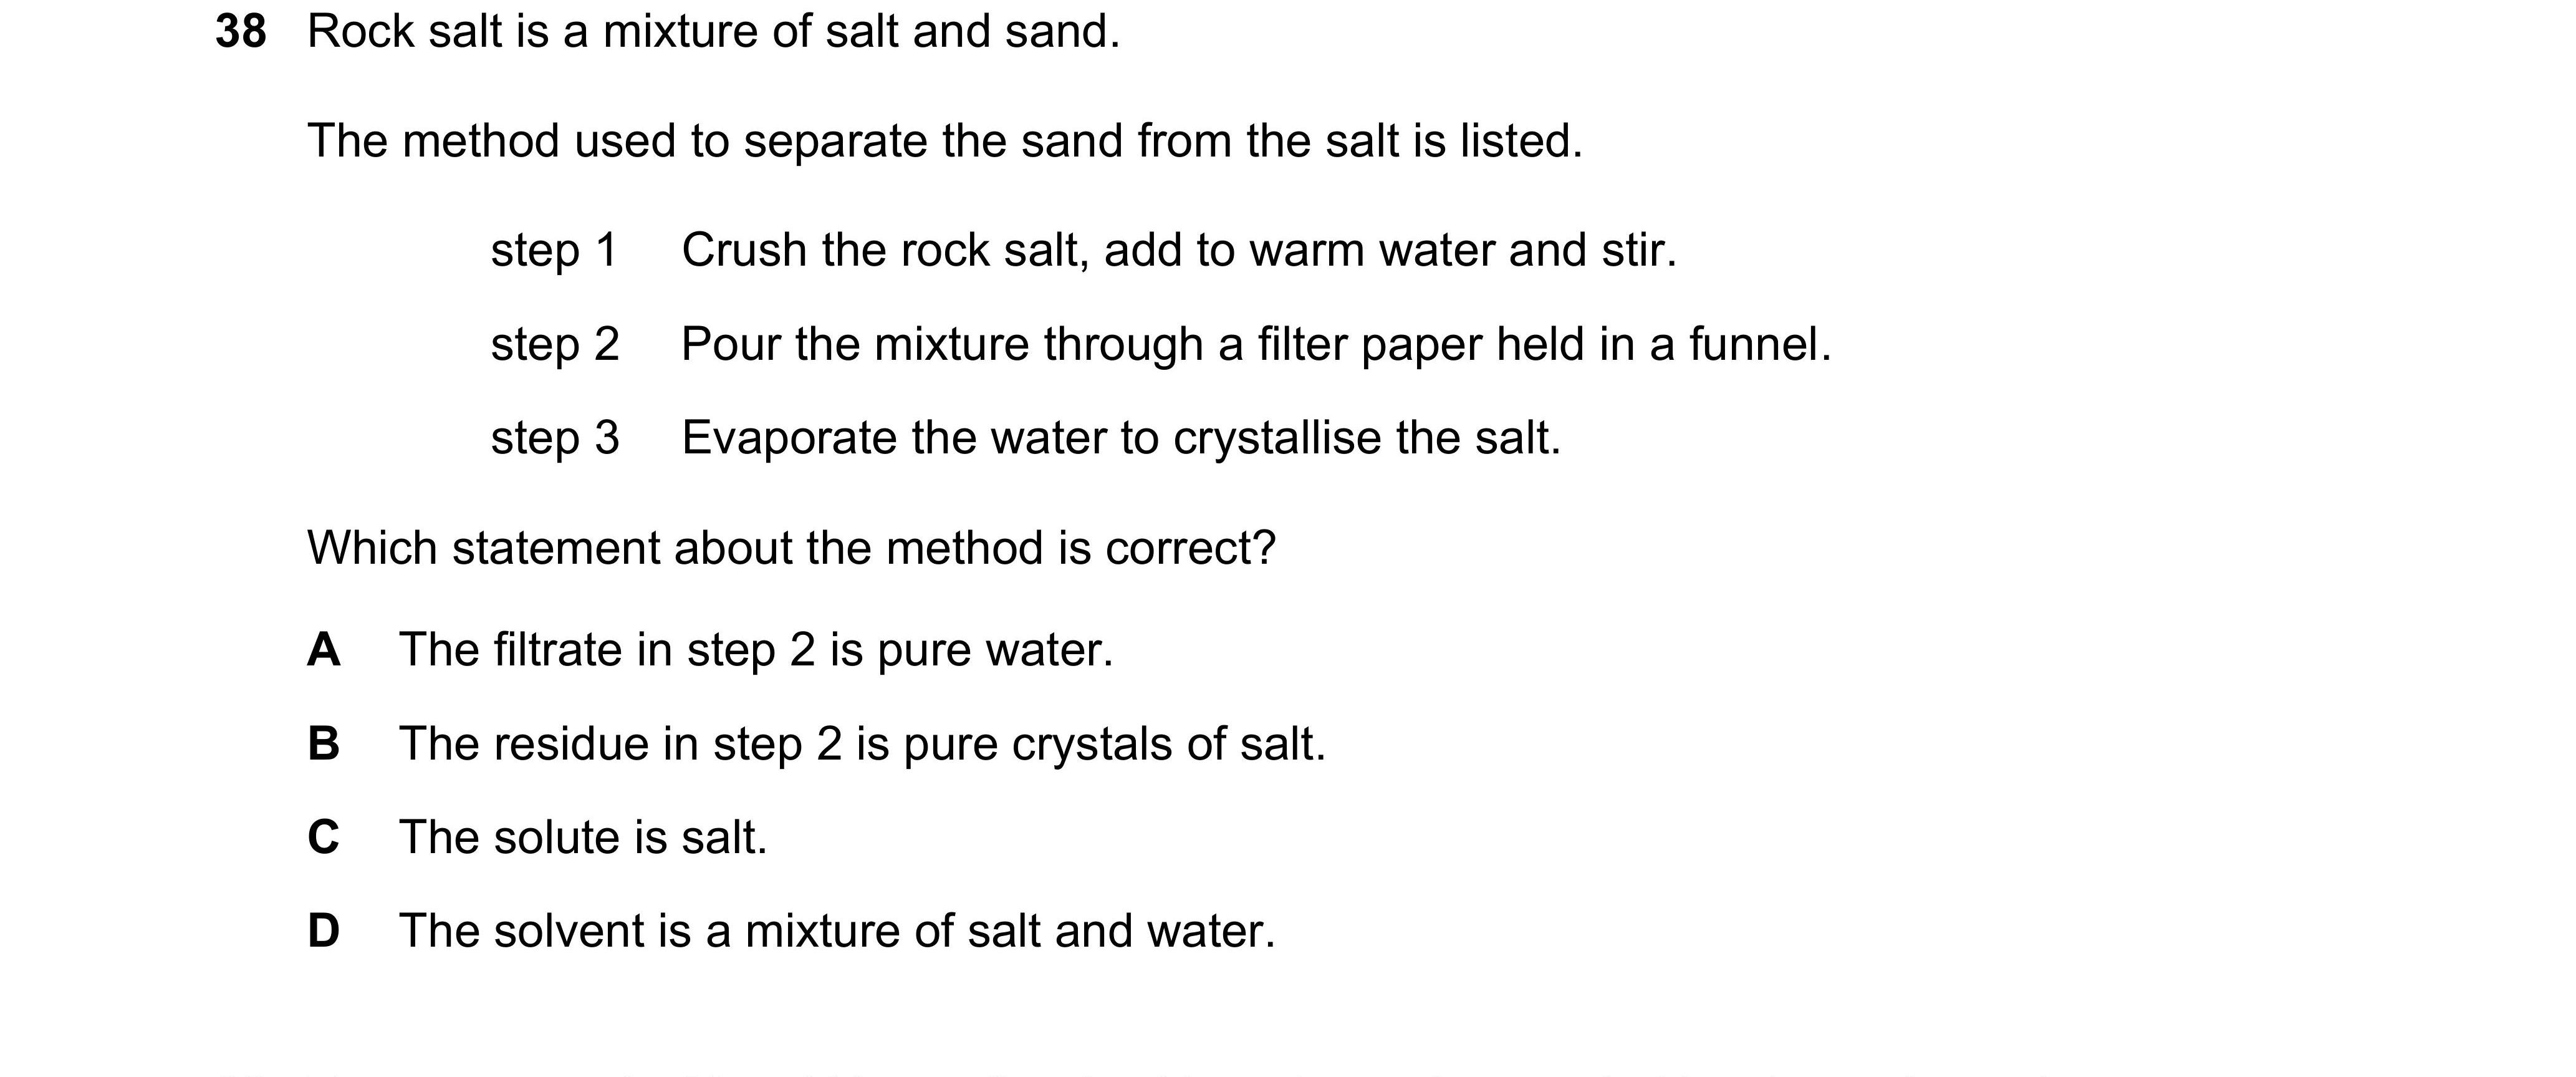 38 Rock salt is a mixture of salt and sand.
The method used to separate the sand from the salt is listed.
step 1 Crush the rock salt, add to warm water and stir.
step 2 Pour the mixture through a filter paper held in a funnel.
step 3 Evaporate the water to crystallise the salt.
Which statement about the method is correct?
A The filtrate in step 2 is pure water.
B The residue in step 2 is pure crystals of salt.
C The solute is salt.
D The solvent is a mixture of salt and water.